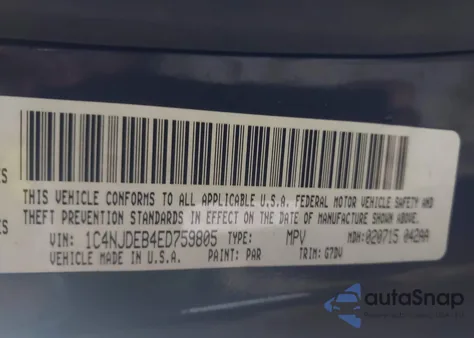 THIS VEHICLE CONFORMS TO ALL APPLICABLE U.S.A. FEDERAL MOTOR VEHICLE SAFETY AND
THEFT PREVENTION STANDARDS IN EFFECT ON THE DATE OF MANUFACTURE SHOWN ABOVE.
VIN: 1C4NJDEB4ED759805 TYPE: MPV MDH:020715 042AA
VEHICLE MADE IN U.S.A. PAINT: PAR TRIM: G7DV
autoSnap